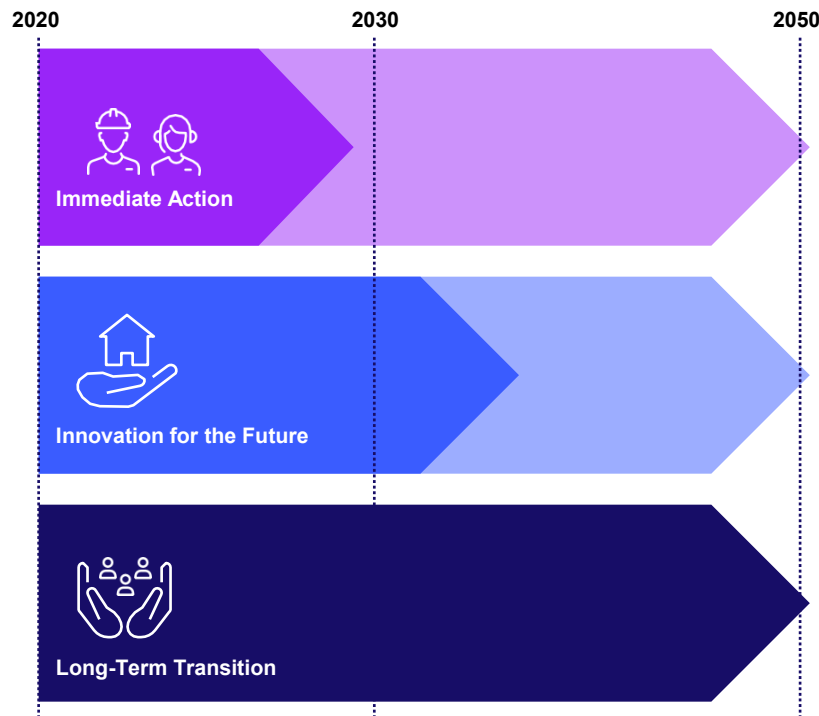 2020
2030
2050
Immediate Action
Innovation for the Future
Long-Term Transition